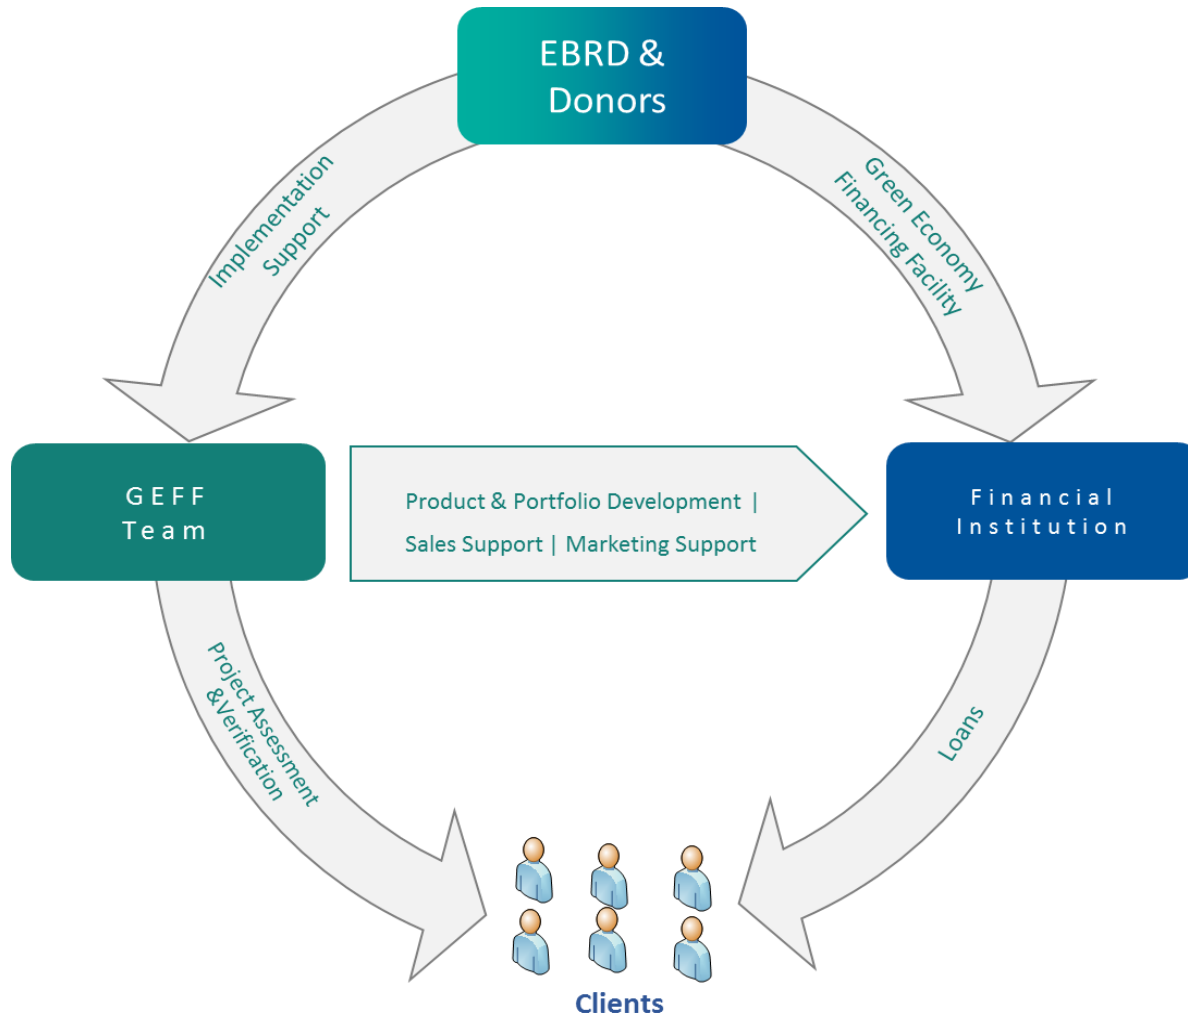 EBRD &
Donors
Implementation
Support
Green Economy
Financing Facility
GEFF
Team
Product & Portfolio Development |
Sales Support | Marketing Support
Financial
Institution
Project Assessment
&Verification
Loans
Clients